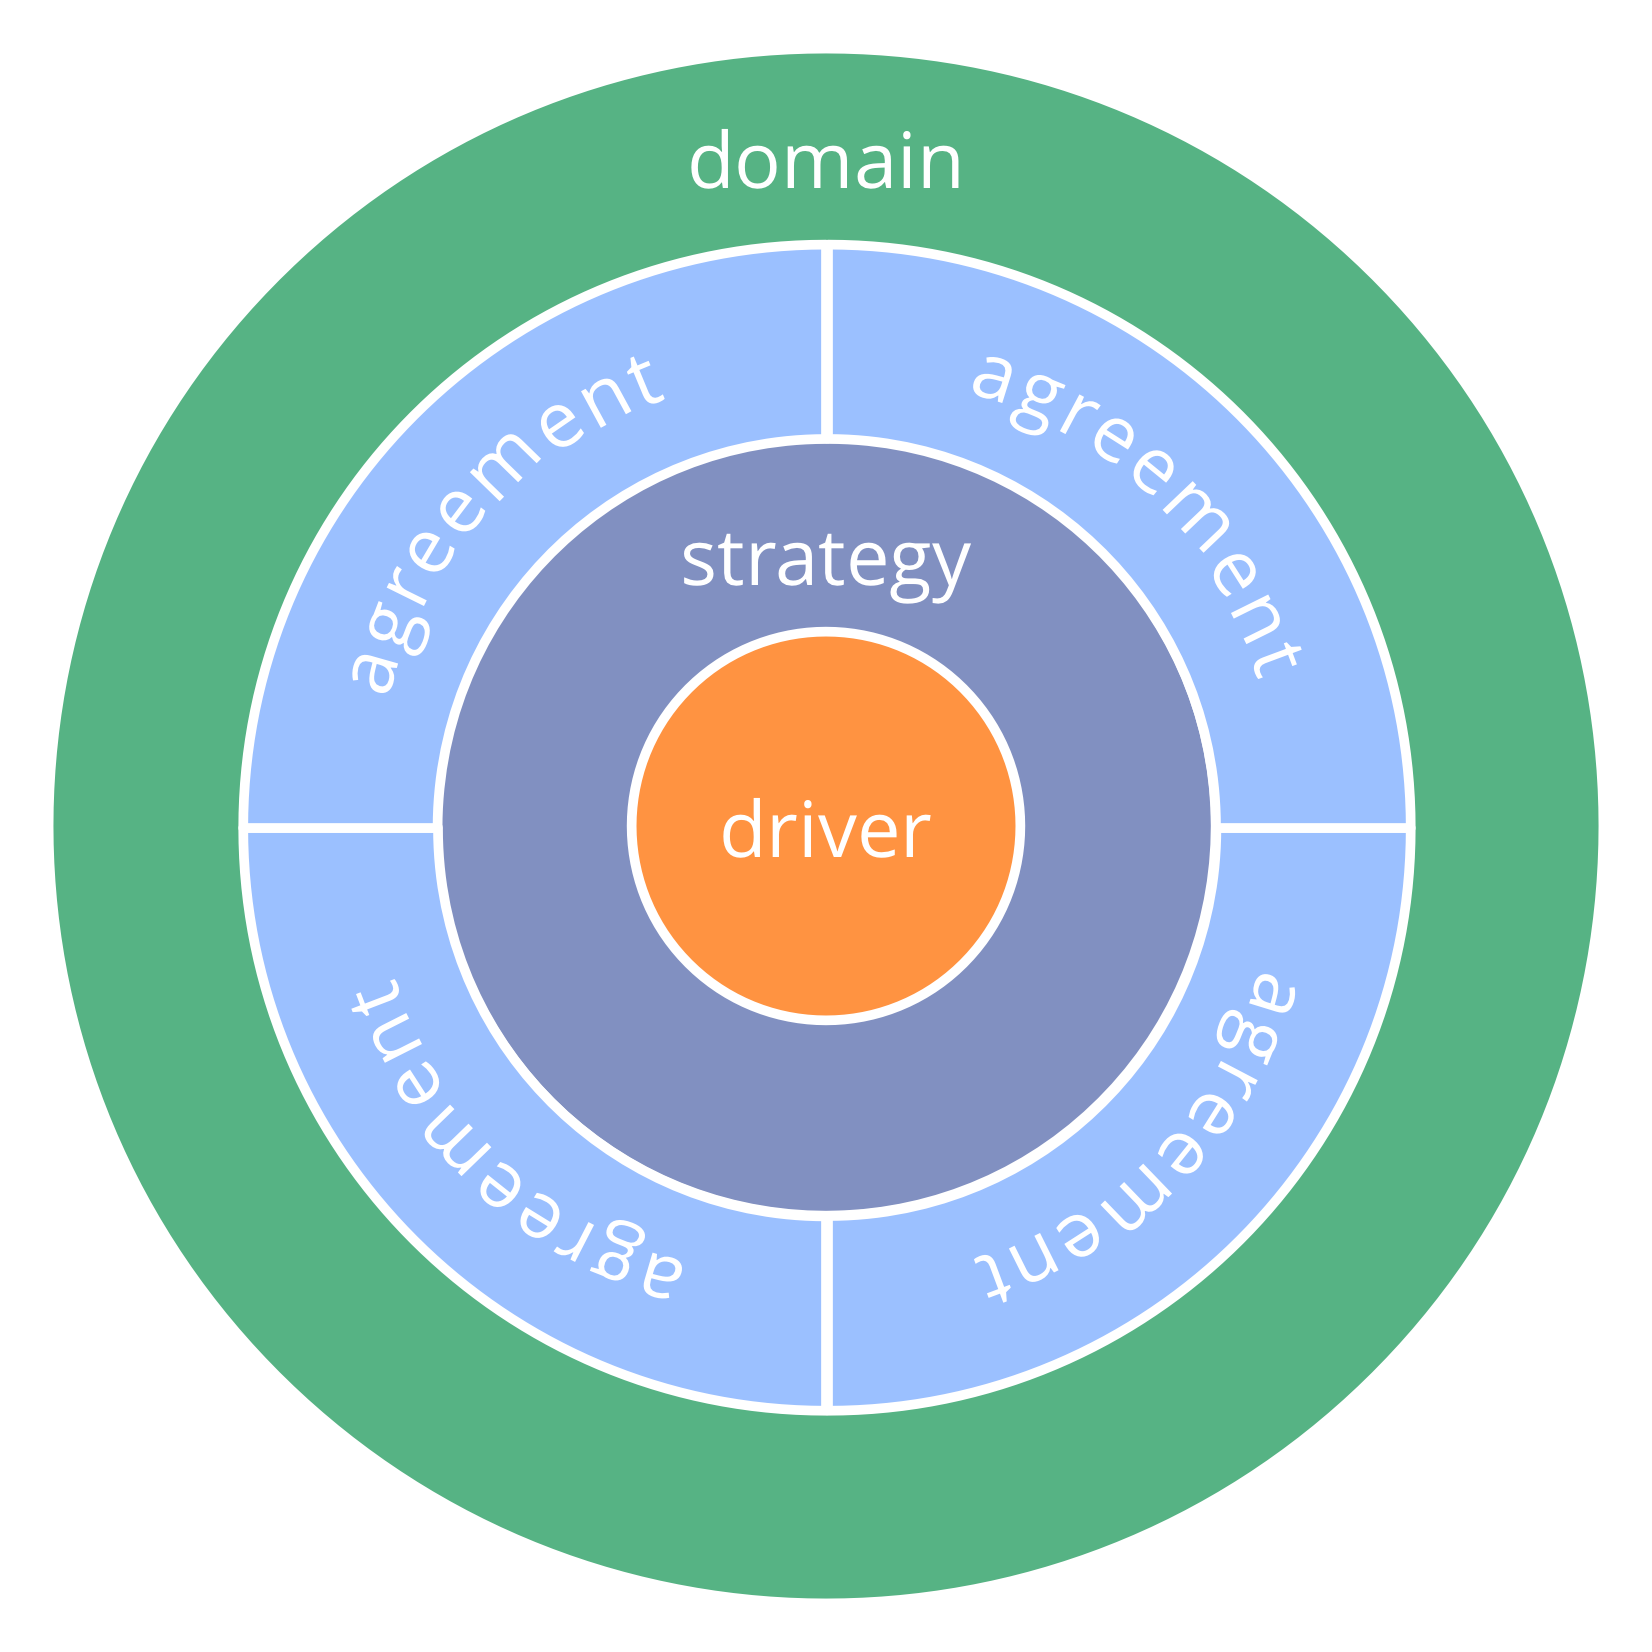 domain
agreement
agreement
strategy
driver
agreement
agreement